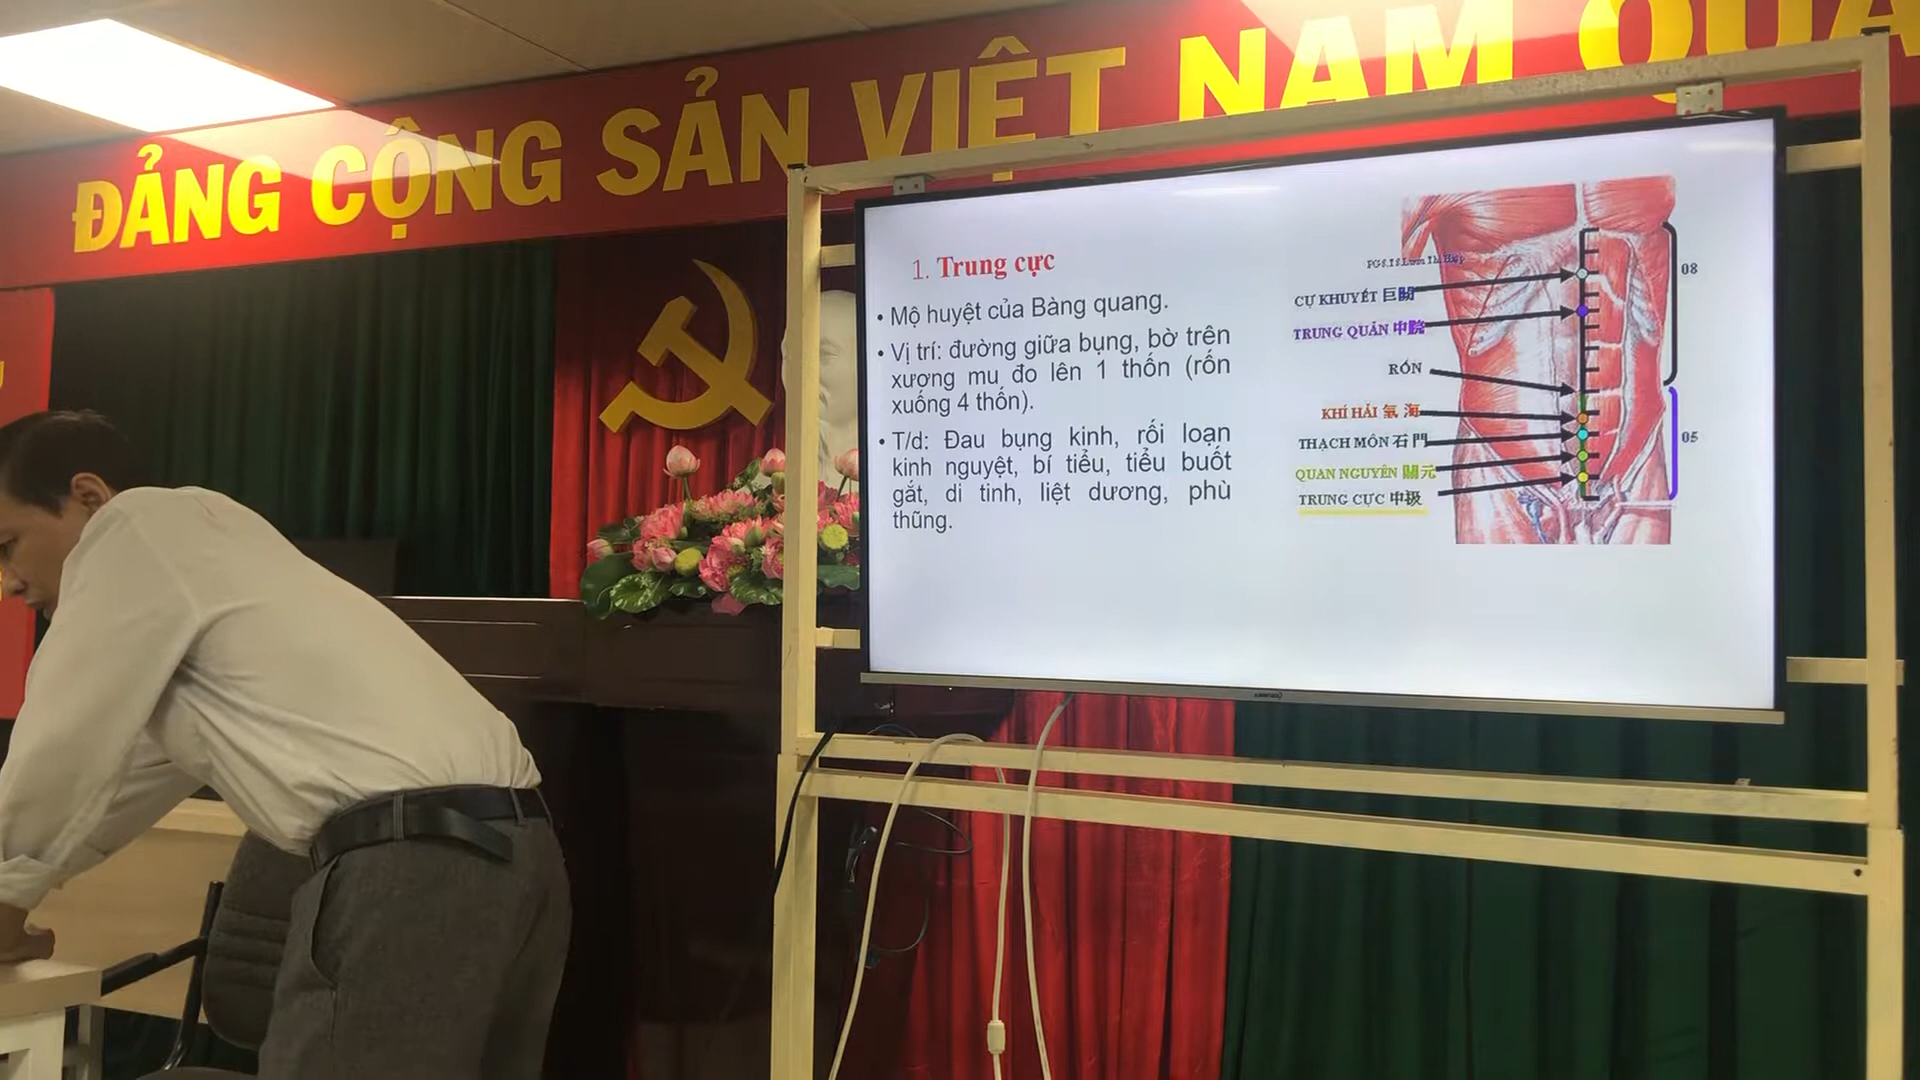 ĐẢNG CỘNG SẢN VIỆT NAM QUA
1. Trung cực
• Mộ huyệt của Bàng quang.
• Vị trí: đường giữa bụng, bờ trên
xương mu đo lên 1 thốn (rốn
xuống 4 thốn).
• T/d: Đau bụng kinh, rối loạn
kinh nguyệt, bí tiểu, tiểu buốt
gắt, di tinh, liệt dương, phù
thũng.
08
CỰ KHUYẾT 巨闕
TRUNG QUẢN 中脘
RỐN
KHÍ HẢI 氣 海
THẠCH MÔN 石 門
05
QUAN NGUYÊN 關元
TRUNG CỰC 中极